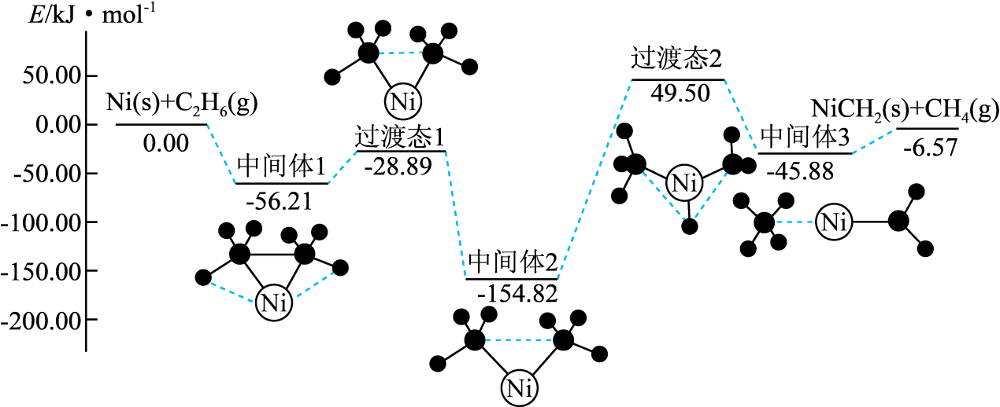 E/kJ·mol⁻¹
50.00
0.00
-50.00
-100.00
-150.00
-200.00
Ni(s)+C₂H₆(g)
0.00
中间体1
-56.21
Ni
Ni
过渡态1
-28.89
中间体2
-154.82
Ni
过渡态2
49.50
Ni
中间体3
-45.88
Ni
NiCH₂(s)+CH₄(g)
-6.57